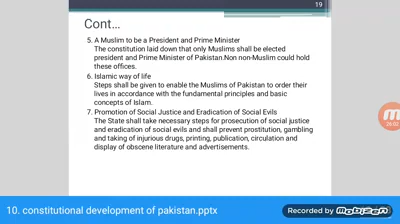 19
Cont…
5. A Muslim to be a President and Prime Minister
The constitution laid down that only Muslims shall be elected
president and Prime Minister of Pakistan.Non non-Muslim could hold
these offices.
6. Islamic way of life
Steps shall be given to enable the Muslims of Pakistan to order their
lives in accordance with the fundamental principles and basic
concepts of Islam.
7. Promotion of Social Justice and Eradication of Social Evils
The State shall take necessary steps for prosecution of social justice
and eradication of social evils and shall prevent prostitution, gambling
and taking of injurious drugs, printing, publication, circulation and
display of obscene literature and advertisements.
10. constitutional development of pakistan.pptx
Recorded by
MOBIZEN